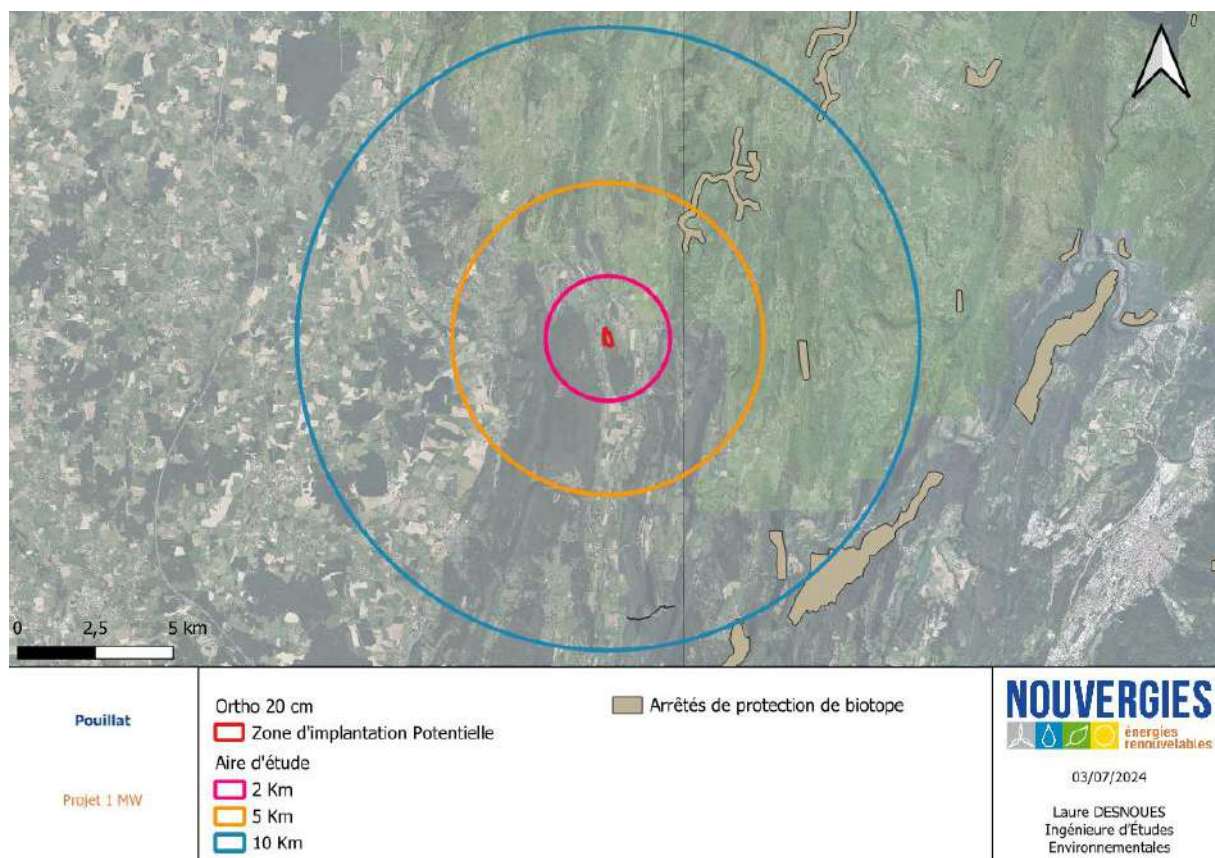 0 2,5 5 km
Pouillat
Projet 1 MW
Ortho 20 cm
Zone d'implantation Potentielle
Aire d'étude
2 Km
5 Km
10 Km
Arrêtés de protection de biotope
NOUVERGIES
énergies
renouvelables
03/07/2024
Laure DESNOUES
Ingénieure d'Études
Environnementales